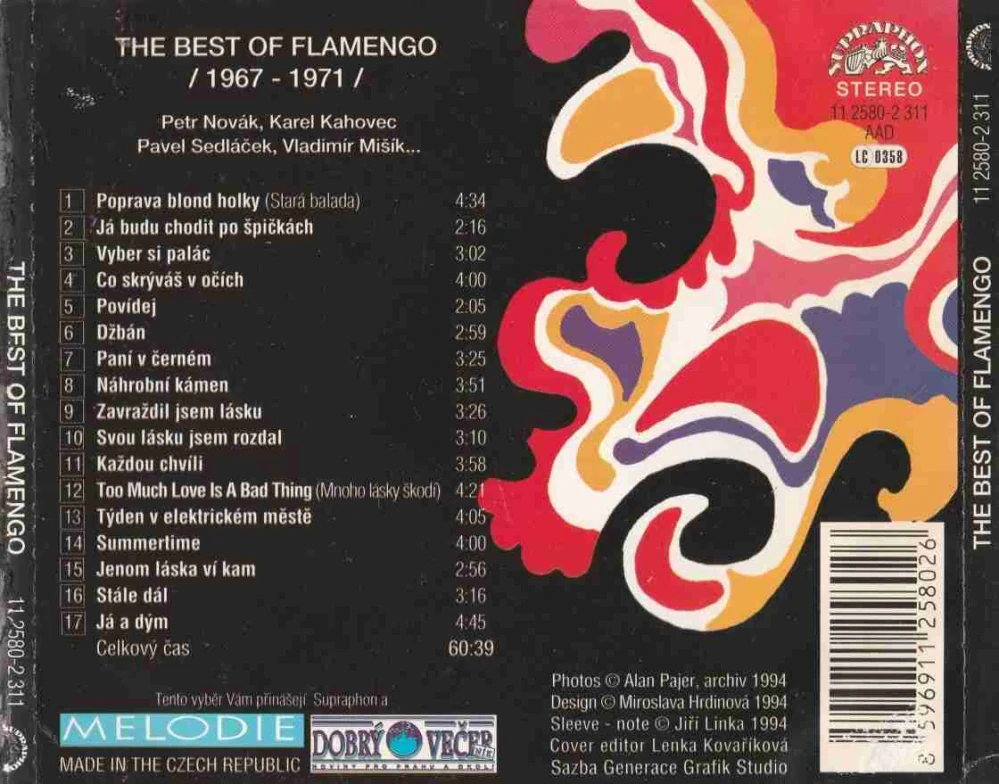 THE BEST OF FLAMENGO
/ 1967 - 1971 /
Petr Novák, Karel Kahovec
Pavel Sedláček, Vladimír Mišík...
1 Poprava blond holky (Stará balada) 4:34
2 Já budu chodit po špičkách 2:16
3 Vyber si palác 3:02
4 Co skrýváš v očích 4:00
5 Povídej 2:05
6 Džbán 2:59
7 Paní v černém 3:25
8 Náhrobní kámen 3:51
9 Zavraždil jsem lásku 3:26
10 Svou lásku jsem rozdal 3:10
11 Každou chvíli 3:58
12 Too Much Love Is A Bad Thing (Mnoho lásky škodí) 4:21
13 Týden v elektrickém městě 4:05
14 Summertime 4:00
15 Jenom láska ví kam 2:56
16 Stále dál 3:16
17 Já a dým 4:45
Celkový čas 60:39
Tento výběr Vám přinášejí Supraphon a
MELODIE
DOBRÝ VEČER
NOVINY PRO PRAHU A OKOLÍ
MADE IN THE CZECH REPUBLIC
SUPRAPHON
STEREO
11 2580-2 311
AAD
LC 0358
Photos © Alan Pajer, archiv 1994
Design © Miroslava Hrdinová 1994
Sleeve - note © Jiří Linka 1994
Cover editor Lenka Kovaříková
Sazba Generace Grafik Studio
8 596911 258026
THE BEST OF FLAMENGO 11 2580-2 311
SUPRAPHON
THE BEST OF FLAMENGO 11 2580-2 311
SUPRAPHON